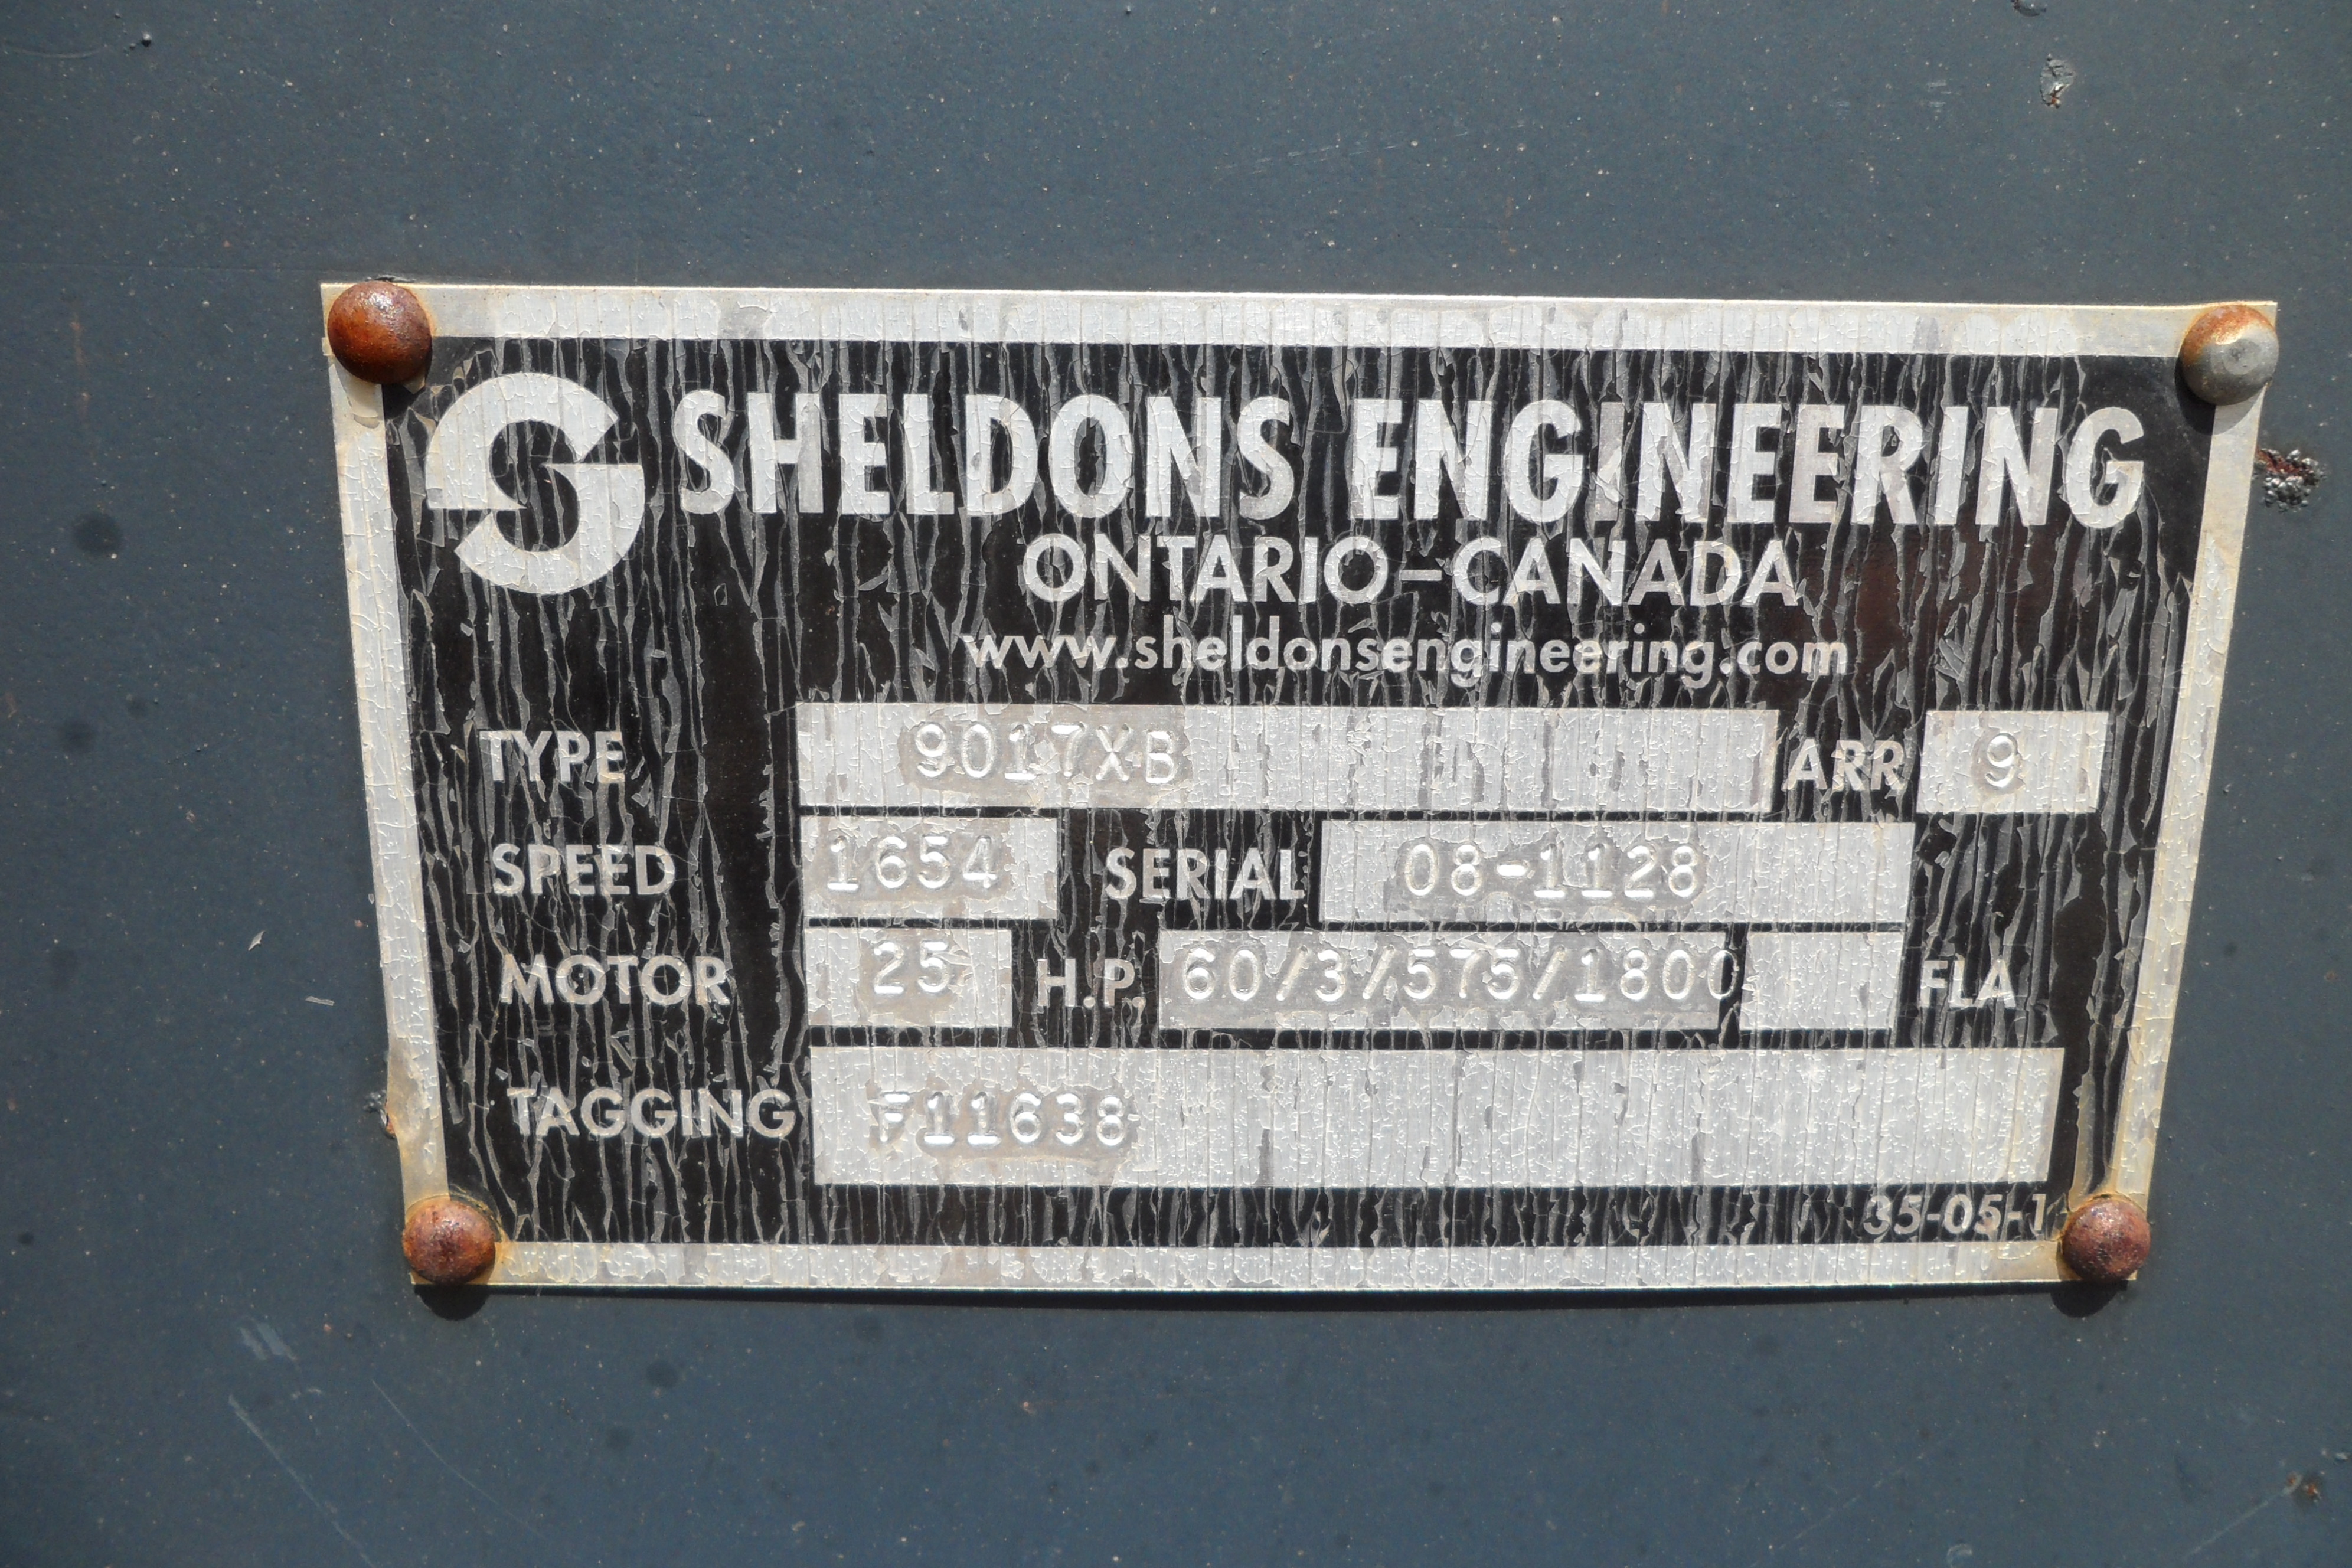 SHELDONS ENGINEERING
ONTARIO-CANADA
www.sheldonsengineering.com
TYPE 9017XB ARR 9
SPEED 1654 SERIAL 08-1128
MOTOR 25 H.P. 60/3/575/1800 FLA
TAGGING F11638
35-05-1